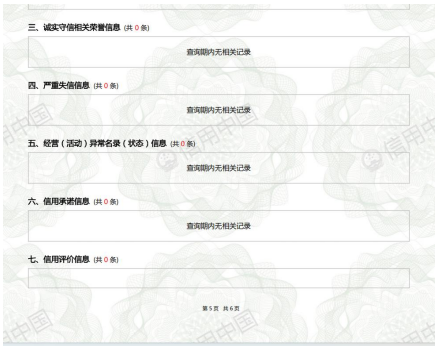 三、诚实守信相关荣誉信息 (共 0 条)
查询期内无相关记录
四、严重失信信息 (共 0 条)
查询期内无相关记录
五、经营（活动）异常名录（状态）信息 (共 0 条)
查询期内无相关记录
六、信用承诺信息 (共 0 条)
查询期内无相关记录
七、信用评价信息 (共 0 条)
第 5 页 共 6 页